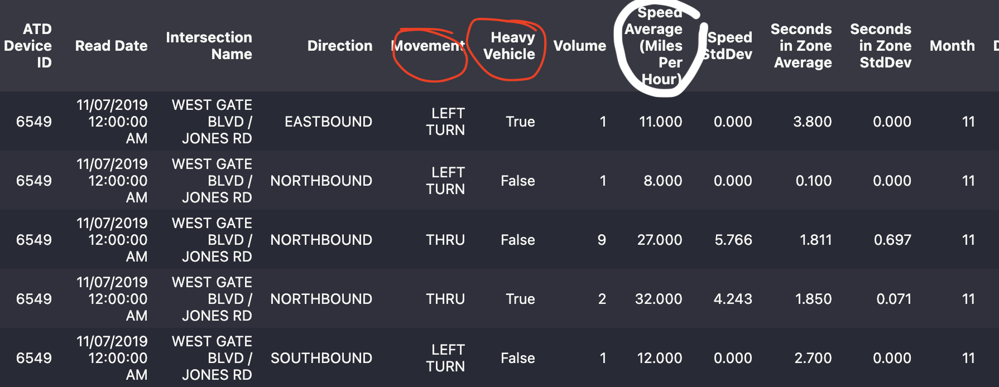 ATD Device ID Read Date Intersection Name Direction Movement Heavy Vehicle Volume Speed Average (Miles Per Hour) Speed StdDev Seconds in Zone Average Seconds in Zone StdDev Month
6549 11/07/2019 12:00:00 AM WEST GATE BLVD / JONES RD EASTBOUND LEFT TURN True 1 11.000 0.000 3.800 0.000 11
6549 11/07/2019 12:00:00 AM WEST GATE BLVD / JONES RD NORTHBOUND LEFT TURN False 1 8.000 0.000 0.100 0.000 11
6549 11/07/2019 12:00:00 AM WEST GATE BLVD / JONES RD NORTHBOUND THRU False 9 27.000 5.766 1.811 0.697 11
6549 11/07/2019 12:00:00 AM WEST GATE BLVD / JONES RD NORTHBOUND THRU True 2 32.000 4.243 1.850 0.071 11
6549 11/07/2019 12:00:00 AM WEST GATE BLVD / JONES RD SOUTHBOUND LEFT TURN False 1 12.000 0.000 2.700 0.000 11